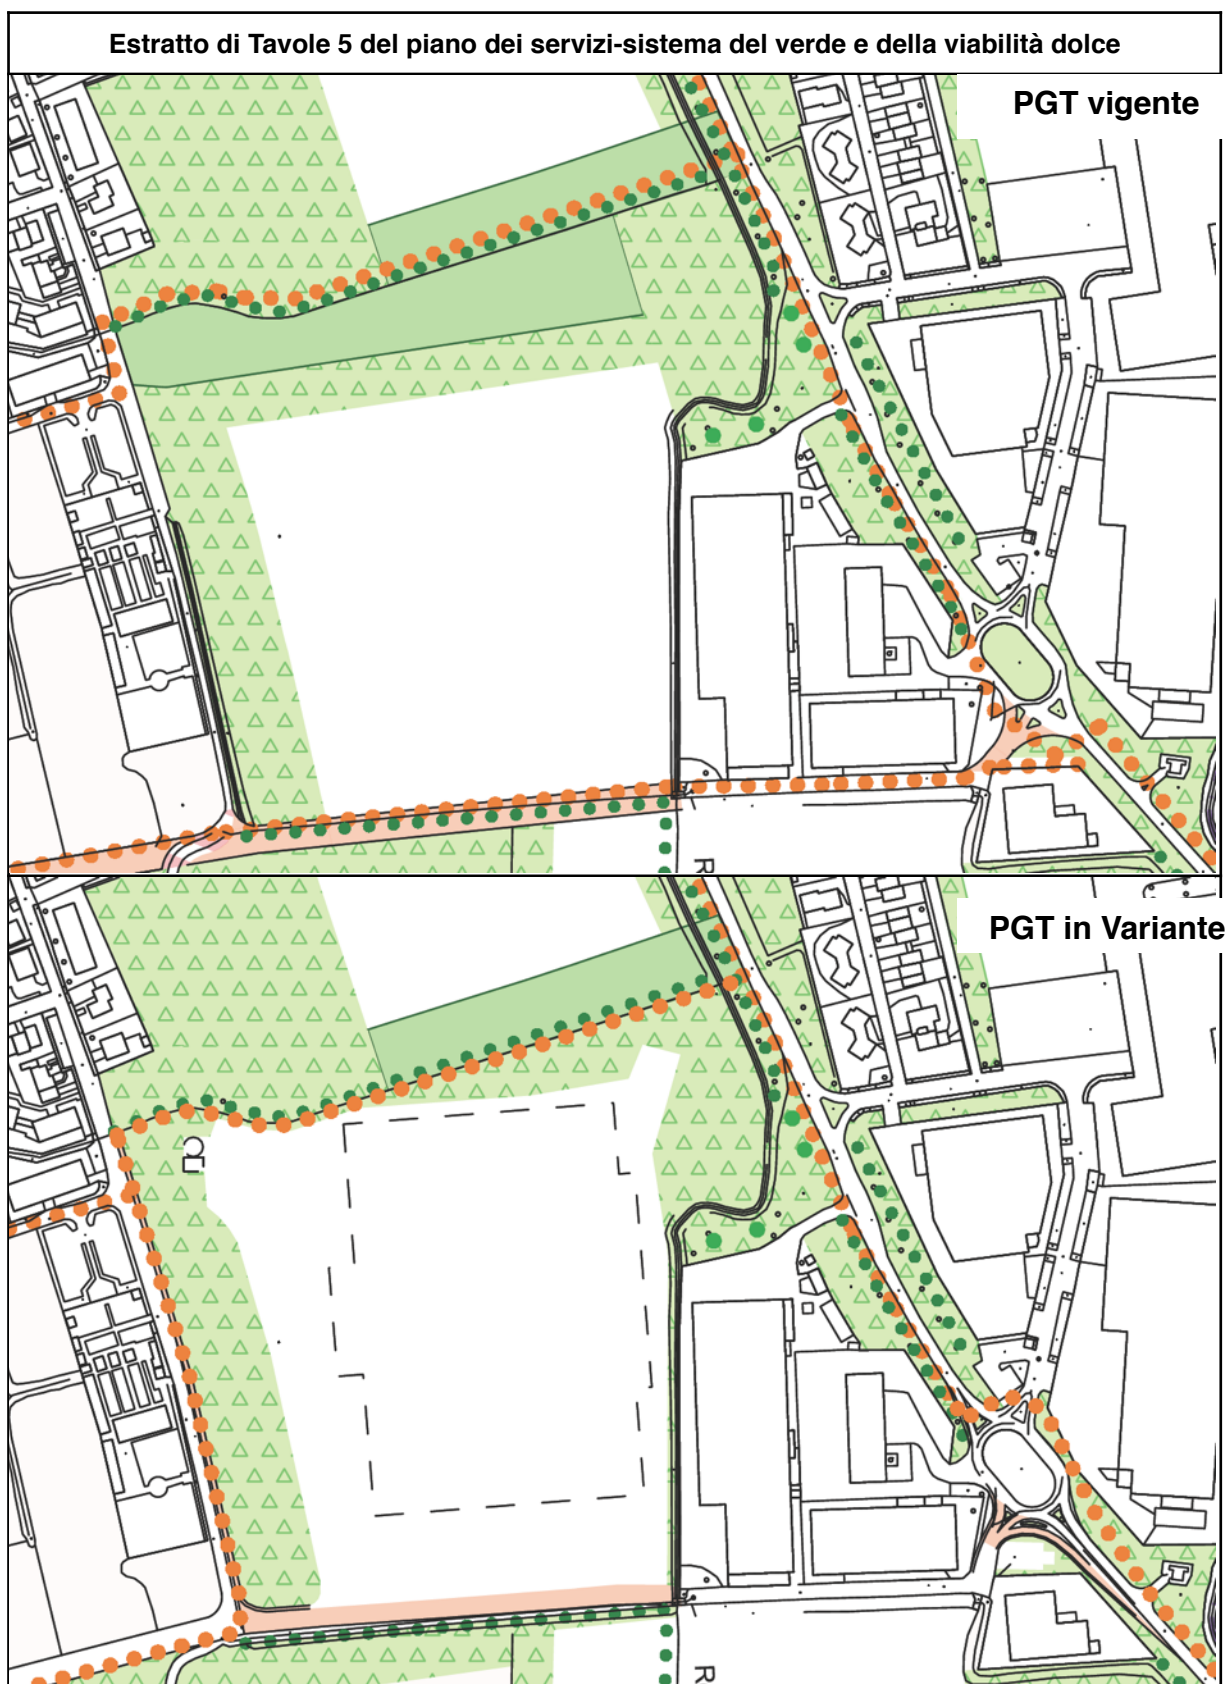 Estratto di Tavole 5 del piano dei servizi-sistema del verde e della viabilità dolce
PGT vigente
R
PGT in Variante
R